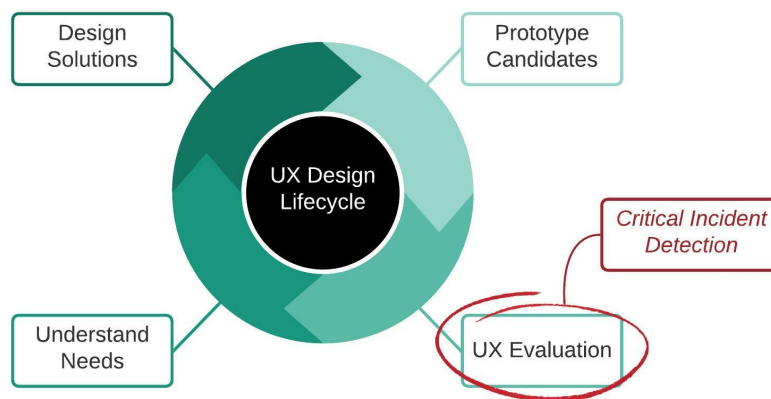 Design
Solutions
Prototype
Candidates
UX Design
Lifecycle
Critical Incident
Detection
Understand
Needs
UX Evaluation